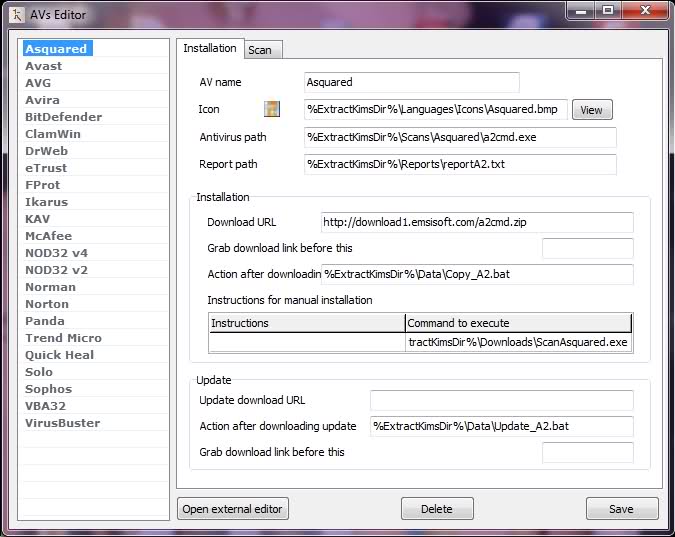 AVs Editor
Asquared
Avast
AVG
Avira
BitDefender
ClamWin
DrWeb
eTrust
FProt
Ikarus
KAV
McAfee
NOD32 v4
NOD32 v2
Norman
Norton
Panda
Trend Micro
Quick Heal
Solo
Sophos
VBA32
VirusBuster
Installation Scan
AV name Asquared
Icon %ExtractKimsDir%\Languages\Icons\Asquared.bmp View
Antivirus path %ExtractKimsDir%\Scans\Asquared\a2cmd.exe
Report path %ExtractKimsDir%\Reports\reportA2.txt
Installation
Download URL http://download1.emsisoft.com/a2cmd.zip
Grab download link before this
Action after downloadin %ExtractKimsDir%\Data\Copy_A2.bat
Instructions for manual installation
Instructions Command to execute
tractKimsDir%\Downloads\ScanAsquared.exe
Update
Update download URL
Action after downloading update %ExtractKimsDir%\Data\Update_A2.bat
Grab download link before this
Open external editor Delete Save